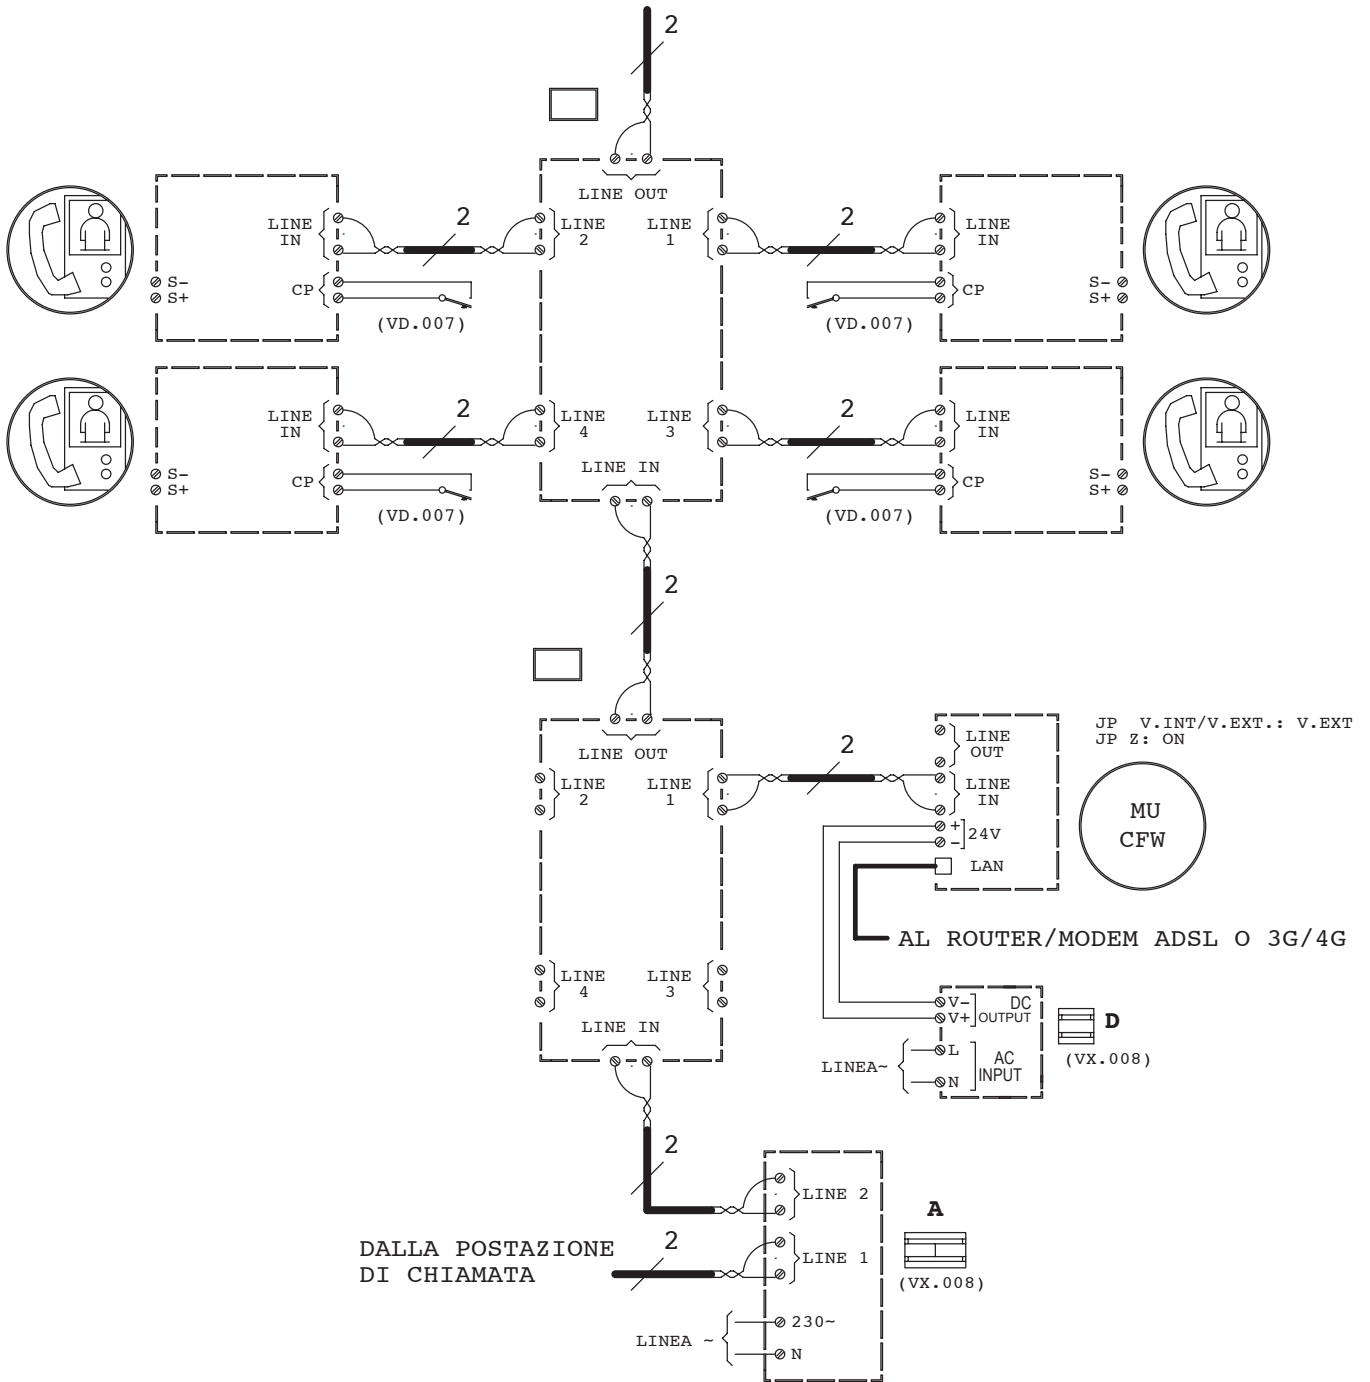 2
LINE OUT
LINE
IN
2
LINE
2
LINE
1
2
LINE
IN
S-
S+
CP
(VD.007)
CP
(VD.007)
S-
S+
LINE
IN
2
LINE
4
LINE
3
2
LINE
IN
S-
S+
CP
(VD.007)
LINE IN
CP
(VD.007)
S-
S+
2
LINE OUT
LINE
2
LINE
1
2
LINE
OUT
LINE
IN
+
-
24V
LAN
JP V.INT/V.EXT.: V.EXT
JP Z: ON
MU
CFW
AL ROUTER/MODEM ADSL O 3G/4G
LINE
4
LINE
3
LINE IN
V-
V+
DC
OUTPUT
L
N
AC
INPUT
LINEA~
D
(VX.008)
2
LINE 2
DALLA POSTAZIONE
DI CHIAMATA
2
LINE 1
A
(VX.008)
LINEA ~
230~
N